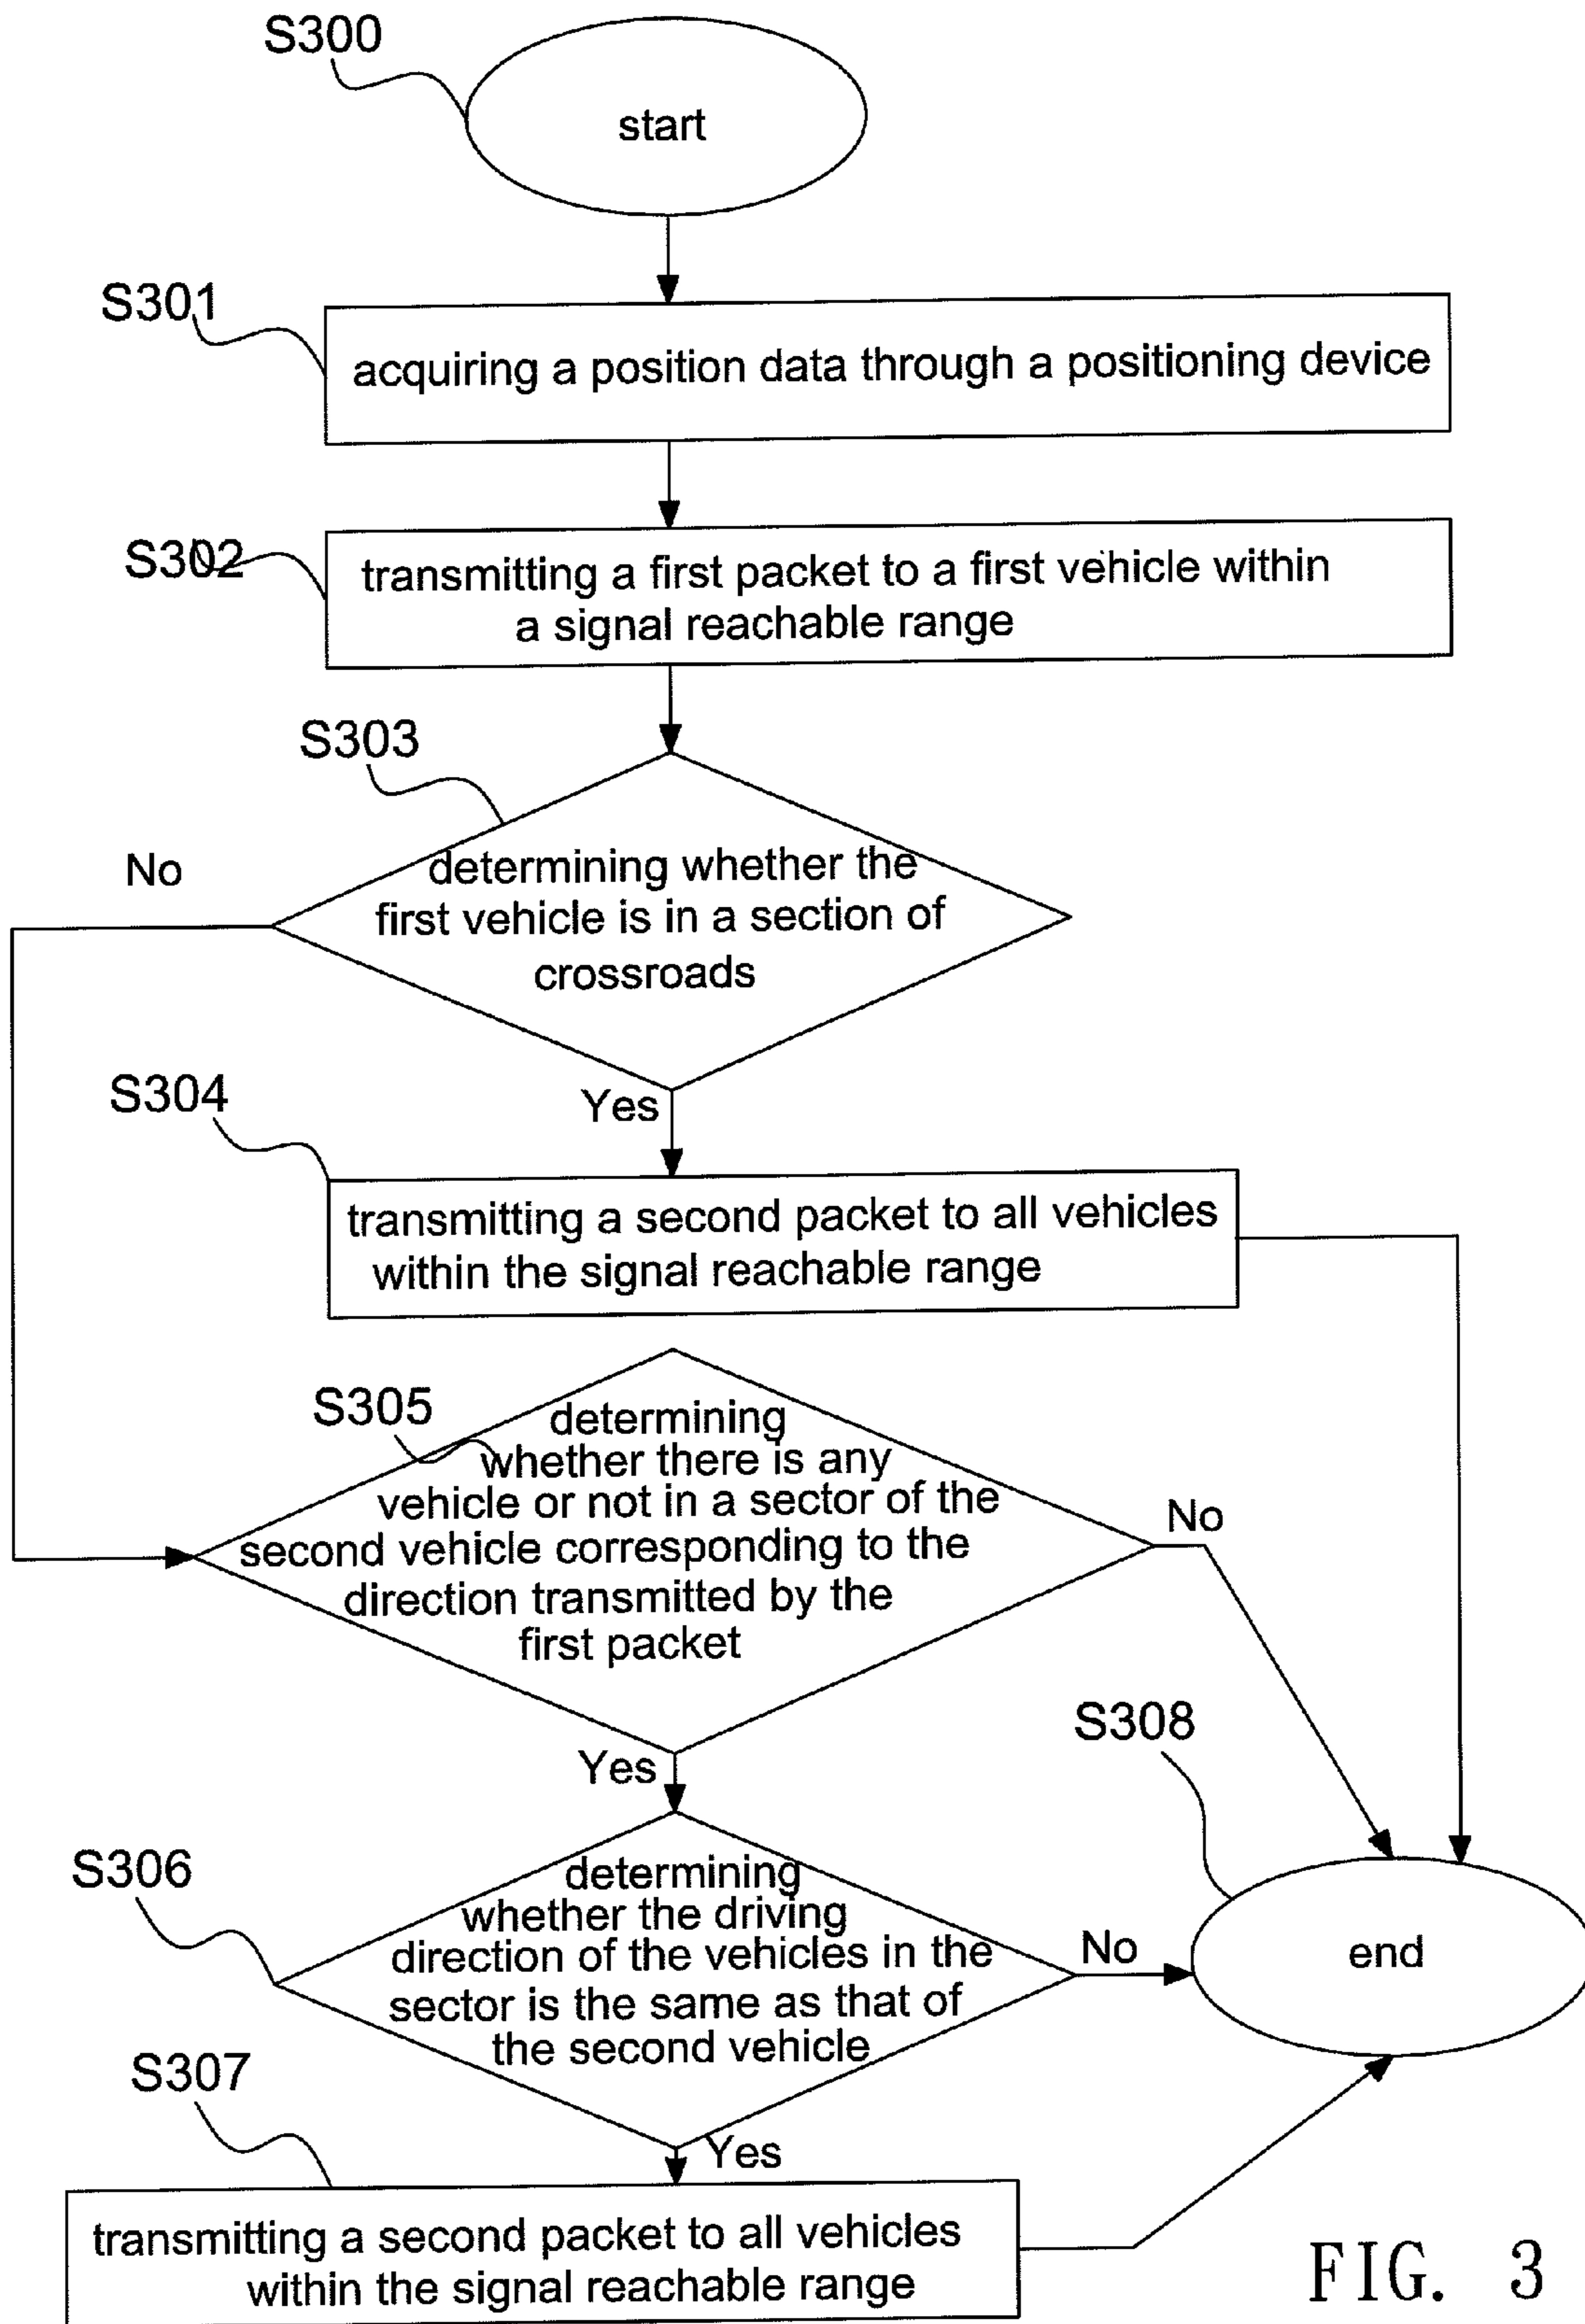 S300
start
S301
acquiring a position data through a positioning device
S302
transmitting a first packet to a first vehicle within
a signal reachable range
S303
No
determining whether the
first vehicle is in a section of
crossroads
Yes
S304
transmitting a second packet to all vehicles
within the signal reachable range
S305
determining
whether there is any
vehicle or not in a sector of the
second vehicle corresponding to the
direction transmitted by the
first packet
No
Yes
S308
S306
determining
whether the driving
direction of the vehicles in the
sector is the same as that of
the second vehicle
No
end
S307
Yes
transmitting a second packet to all vehicles
within the signal reachable range
FIG. 3